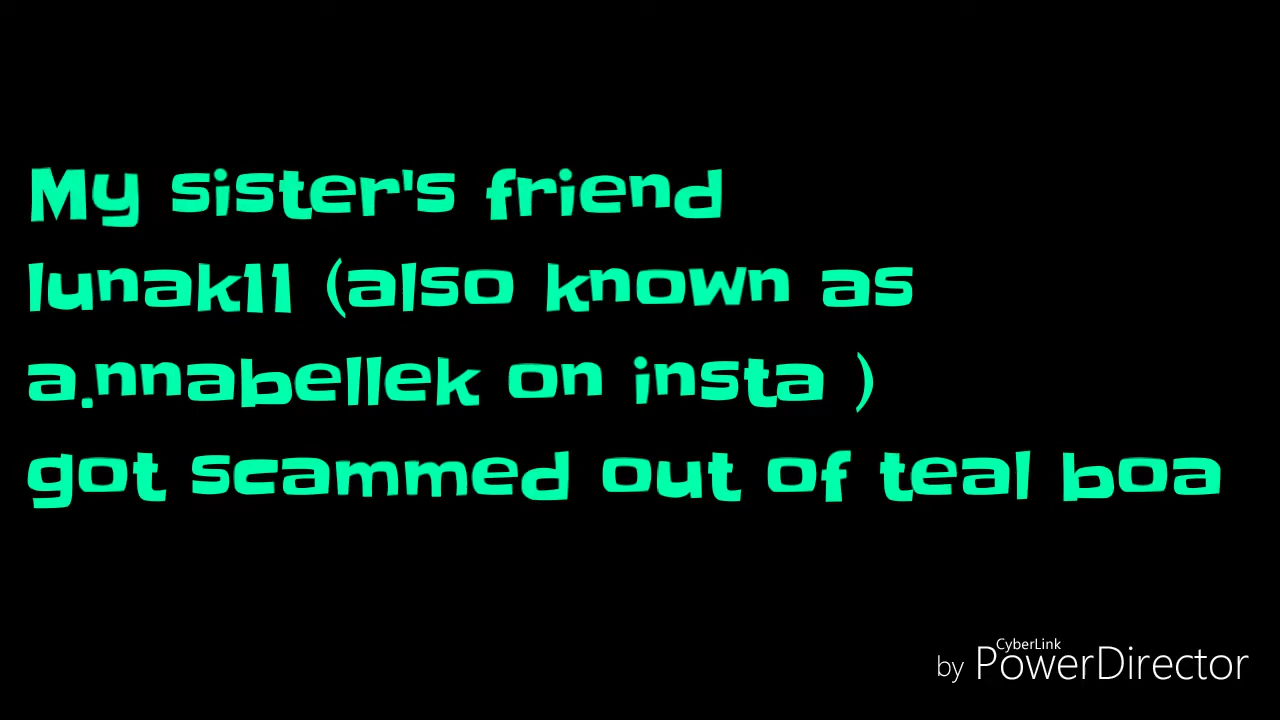 My sister's friend
lunak11 (also known as
a.nnabellek on insta )
got scammed out of teal boa
CyberLink
by PowerDirector